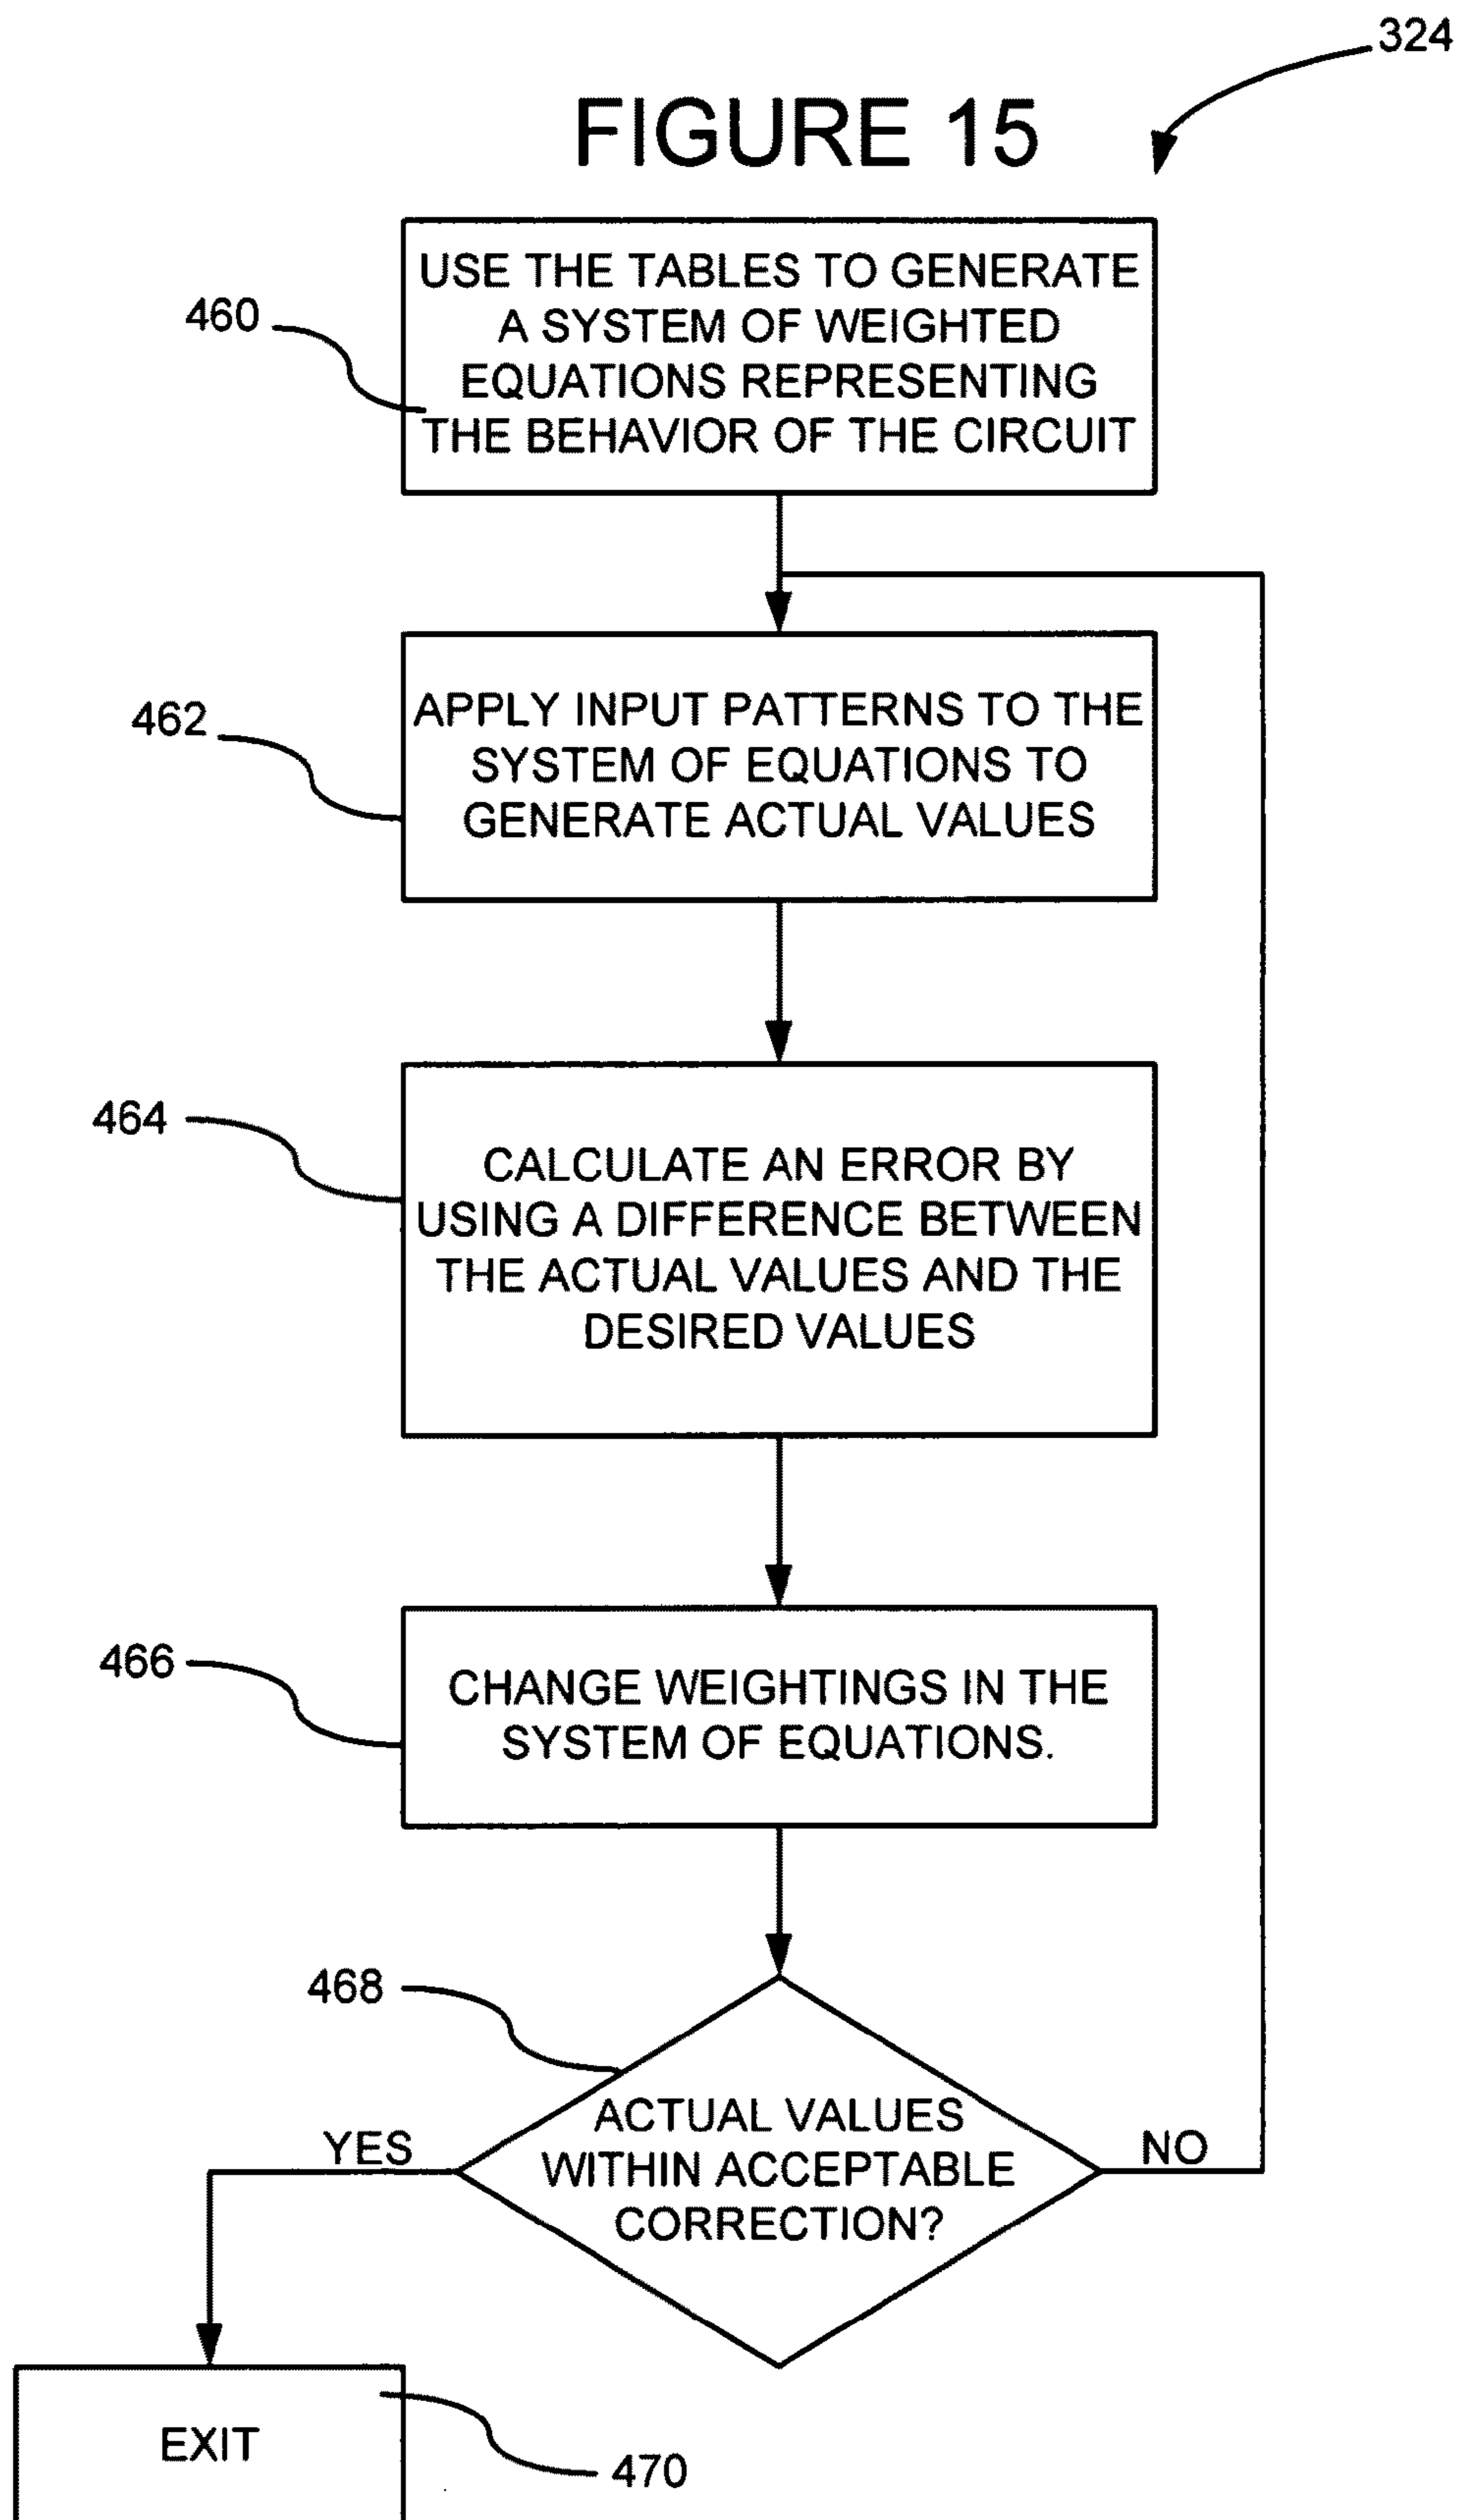 324
FIGURE 15
USE THE TABLES TO GENERATE
A SYSTEM OF WEIGHTED
EQUATIONS REPRESENTING
THE BEHAVIOR OF THE CIRCUIT
460
APPLY INPUT PATTERNS TO THE
SYSTEM OF EQUATIONS TO
GENERATE ACTUAL VALUES
462
464
CALCULATE AN ERROR BY
USING A DIFFERENCE BETWEEN
THE ACTUAL VALUES AND THE
DESIRED VALUES
466
CHANGE WEIGHTINGS IN THE
SYSTEM OF EQUATIONS.
468
ACTUAL VALUES
WITHIN ACCEPTABLE
CORRECTION?
YES
NO
EXIT
470